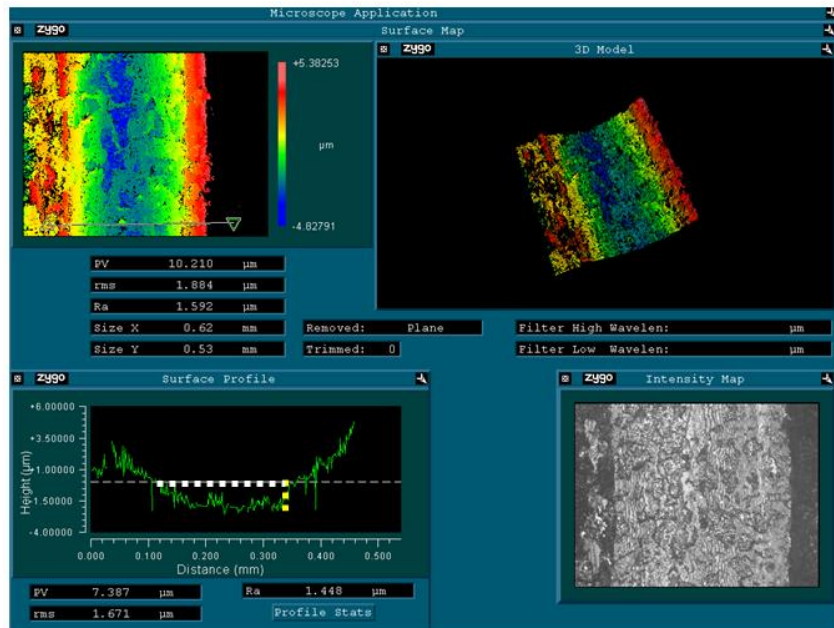 Microscope Application
zygo Surface Map
+5.38253
µm
-4.82791
zygo 3D Model
PV 10.210 µm
rms 1.884 µm
Ra 1.592 µm
Size X 0.62 mm
Size Y 0.53 mm
Removed: Plane
Trimmed: 0
Filter High Wavelen: µm
Filter Low Wavelen: µm
zygo Surface Profile
+6.00000
+3.50000
+1.00000
-1.50000
-4.00000
Height (µm)
0.000 0.100 0.200 0.300 0.400 0.500
Distance (mm)
PV 7.387 µm
rms 1.671 µm
Ra 1.448 µm
Profile Stats
zygo Intensity Map